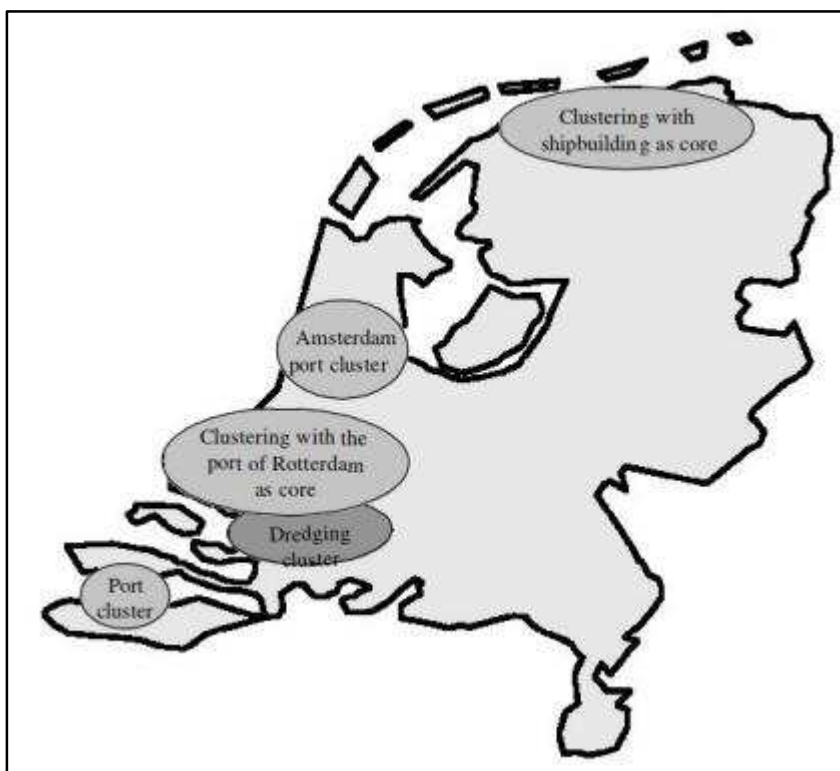 Clustering with
shipbuilding as core
Amsterdam
port cluster
Clustering with the
port of Rotterdam
as core
Dredging
cluster
Port
cluster